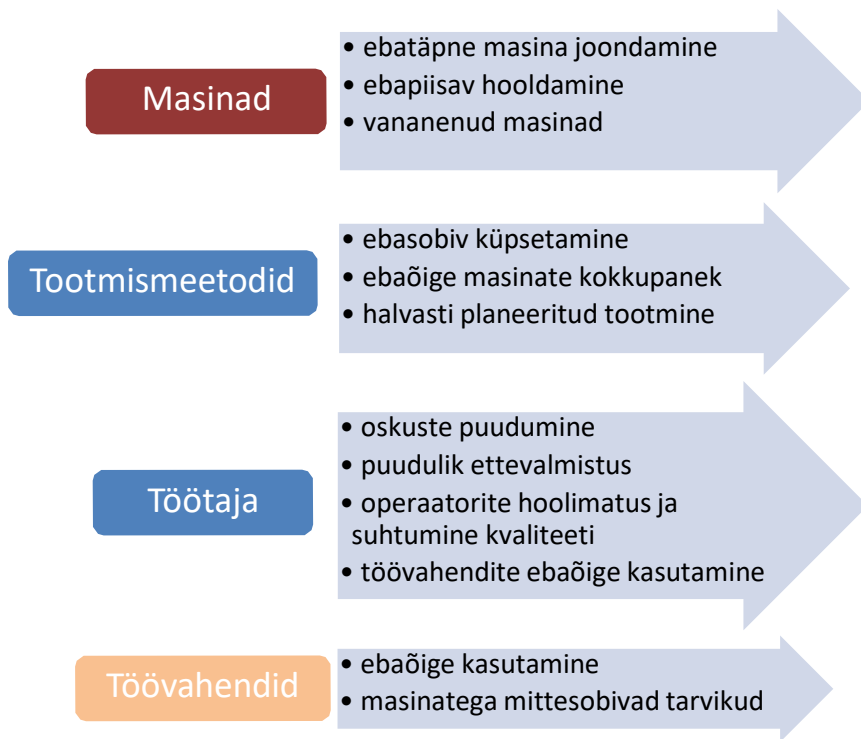 Masinad
• ebatäpne masina joondamine
• ebapiisav hooldamine
• vananenud masinad
Tootmismeetodid
• ebasobiv küpsetamine
• ebaõige masinate kokkupanek
• halvasti planeeritud tootmine
Töötaja
• oskuste puudumine
• puudulik ettevalmistus
• operaatorite hoolimatus ja
suhtumine kvaliteeti
• töövahendite ebaõige kasutamine
Töövahendid
• ebaõige kasutamine
• masinatega mittesobivad tarvikud